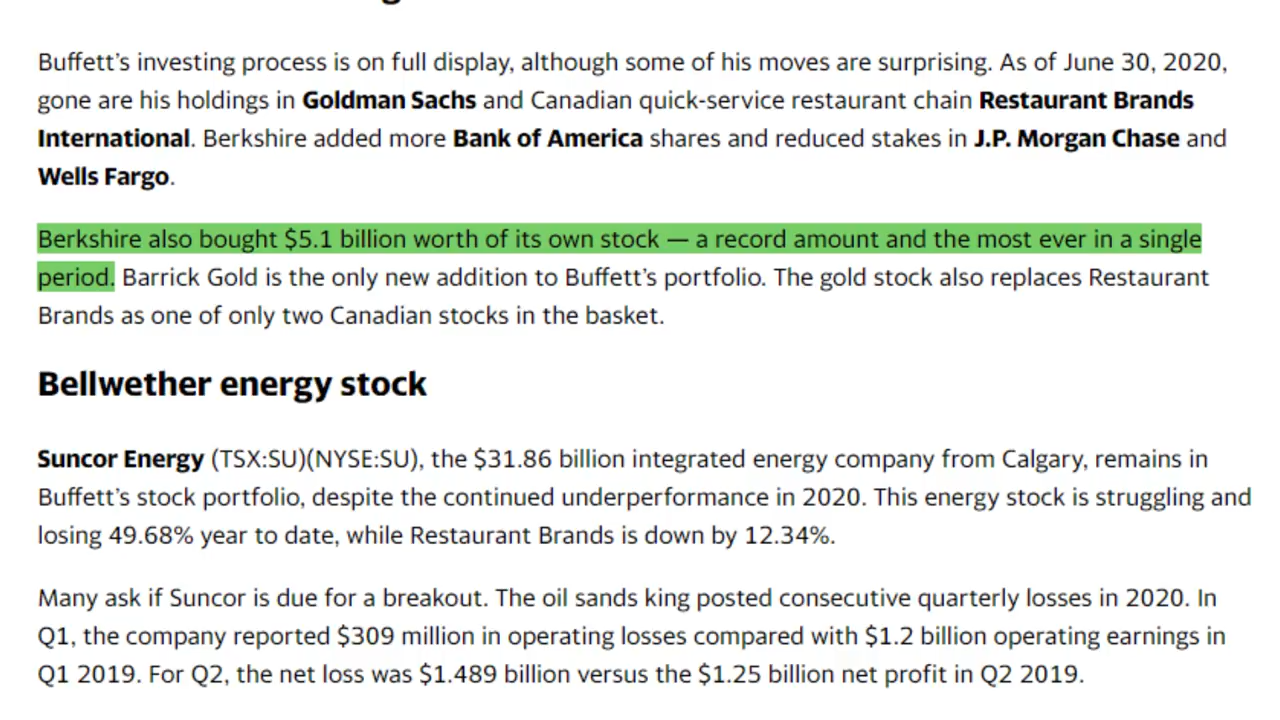 Buffett’s investing process is on full display, although some of his moves are surprising. As of June 30, 2020,
gone are his holdings in Goldman Sachs and Canadian quick-service restaurant chain Restaurant Brands
International. Berkshire added more Bank of America shares and reduced stakes in J.P. Morgan Chase and
Wells Fargo.
Berkshire also bought $5.1 billion worth of its own stock — a record amount and the most ever in a single
period. Barrick Gold is the only new addition to Buffett’s portfolio. The gold stock also replaces Restaurant
Brands as one of only two Canadian stocks in the basket.
Bellwether energy stock
Suncor Energy (TSX:SU)(NYSE:SU), the $31.86 billion integrated energy company from Calgary, remains in
Buffett’s stock portfolio, despite the continued underperformance in 2020. This energy stock is struggling and
losing 49.68% year to date, while Restaurant Brands is down by 12.34%.
Many ask if Suncor is due for a breakout. The oil sands king posted consecutive quarterly losses in 2020. In
Q1, the company reported $309 million in operating losses compared with $1.2 billion operating earnings in
Q1 2019. For Q2, the net loss was $1.489 billion versus the $1.25 billion net profit in Q2 2019.